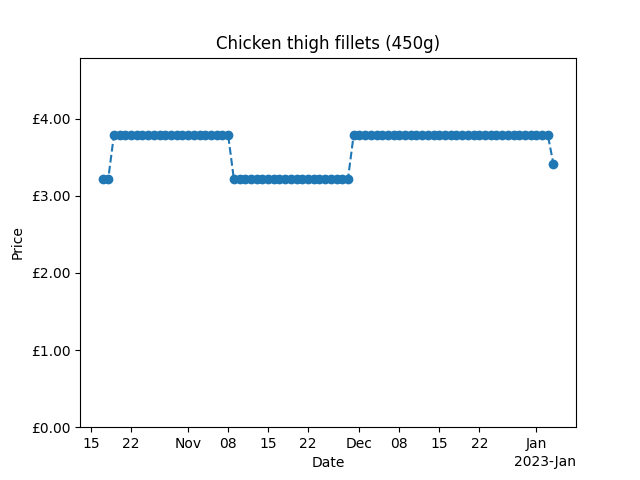 Chicken thigh fillets (450g)
£4.00
£3.00
£2.00
£1.00
£0.00
Price
15 22 Nov 08 15 22 Dec 08 15 22 Jan
2023-Jan
Date